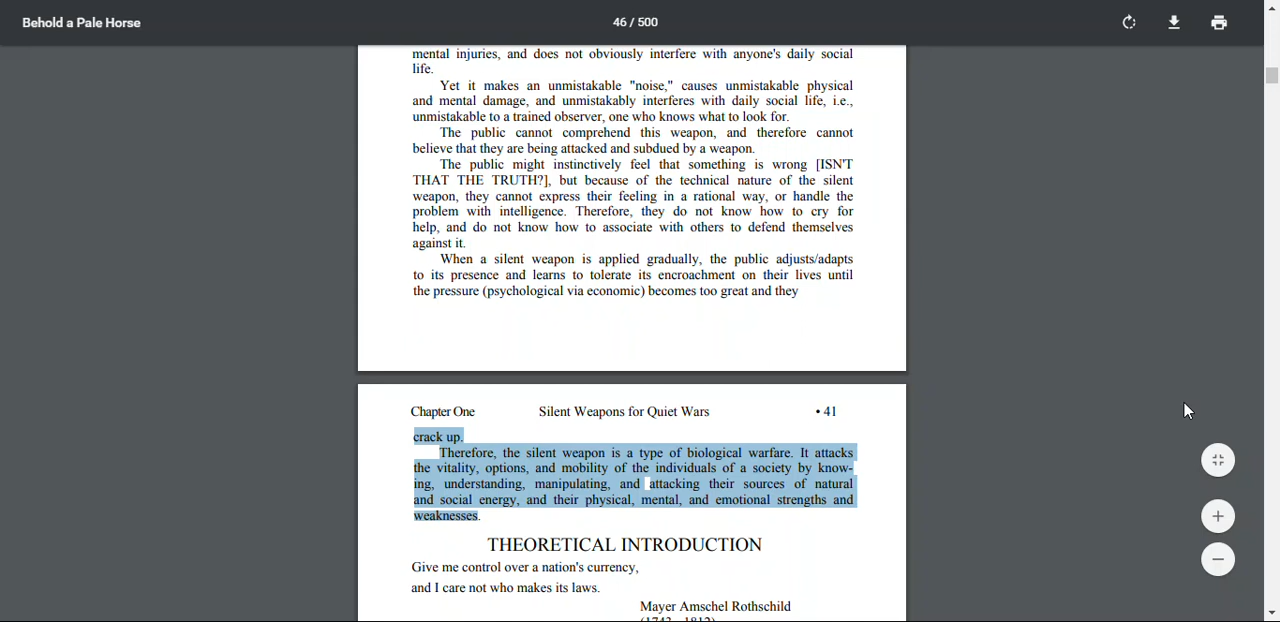 Behold a Pale Horse
46 / 500
mental injuries, and does not obviously interfere with anyone's daily social
life.
Yet it makes an unmistakable "noise," causes unmistakable physical
and mental damage, and unmistakably interferes with daily social life, i.e.,
unmistakable to a trained observer, one who knows what to look for.
The public cannot comprehend this weapon, and therefore cannot
believe that they are being attacked and subdued by a weapon.
The public might instinctively feel that something is wrong [ISN'T
THAT THE TRUTH?], but because of the technical nature of the silent
weapon, they cannot express their feeling in a rational way, or handle the
problem with intelligence. Therefore, they do not know how to cry for
help, and do not know how to associate with others to defend themselves
against it.
When a silent weapon is applied gradually, the public adjusts/adapts
to its presence and learns to tolerate its encroachment on their lives until
the pressure (psychological via economic) becomes too great and they
Chapter One Silent Weapons for Quiet Wars • 41
crack up.
Therefore, the silent weapon is a type of biological warfare. It attacks
the vitality, options, and mobility of the individuals of a society by know-
ing, understanding, manipulating, and attacking their sources of natural
and social energy, and their physical, mental, and emotional strengths and
weaknesses.
THEORETICAL INTRODUCTION
Give me control over a nation's currency,
and I care not who makes its laws.
Mayer Amschel Rothschild
(1743 - 1812)